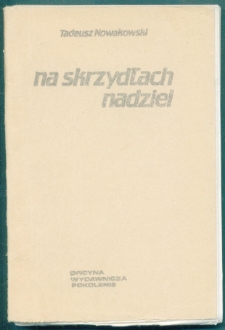 Tadeusz Nowakowski
na skrzydłach
nadziei
OFICYNA
WYDAWNICZA
POKOLENIE